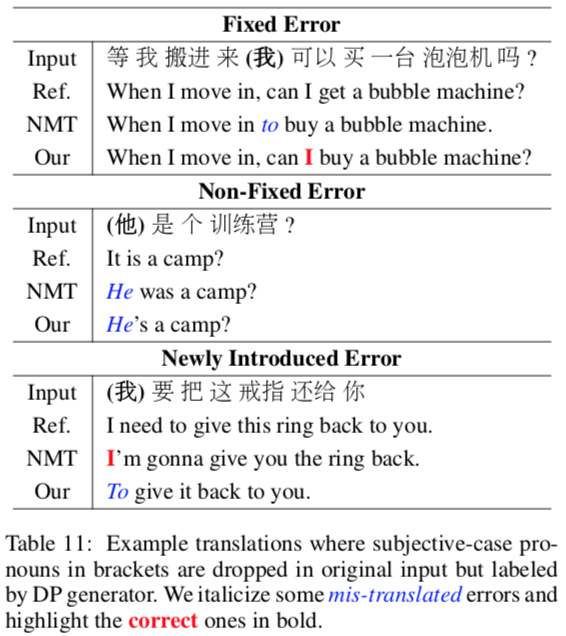 Fixed Error
Input 等 我 搬进 来 (我) 可以 买 一台 泡泡机 吗 ?
Ref. When I move in, can I get a bubble machine?
NMT When I move in to buy a bubble machine.
Our When I move in, can I buy a bubble machine?
Non-Fixed Error
Input (他) 是 个 训练营 ?
Ref. It is a camp?
NMT He was a camp?
Our He's a camp?
Newly Introduced Error
Input (我) 要 把 这 戒指 还给 你
Ref. I need to give this ring back to you.
NMT I'm gonna give you the ring back.
Our To give it back to you.
Table 11: Example translations where subjective-case pro-
nouns in brackets are dropped in original input but labeled
by DP generator. We italicize some mis-translated errors and
highlight the correct ones in bold.